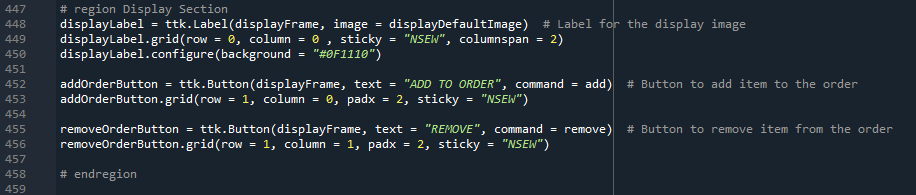 447 # region Display Section
448 displayLabel = ttk.Label(displayFrame, image = displayDefaultImage)  # Label for the display image
449 displayLabel.grid(row = 0, column = 0 , sticky = "NSEW", columnspan = 2)
450 displayLabel.configure(background = "#0F1110")
451
452 addOrderButton = ttk.Button(displayFrame, text = "ADD TO ORDER", command = add)  # Button to add item to the order
453 addOrderButton.grid(row = 1, column = 0, padx = 2, sticky = "NSEW")
454
455 removeOrderButton = ttk.Button(displayFrame, text = "REMOVE", command = remove)  # Button to remove item from the order
456 removeOrderButton.grid(row = 1, column = 1, padx = 2, sticky = "NSEW")
457
458 # endregion
459